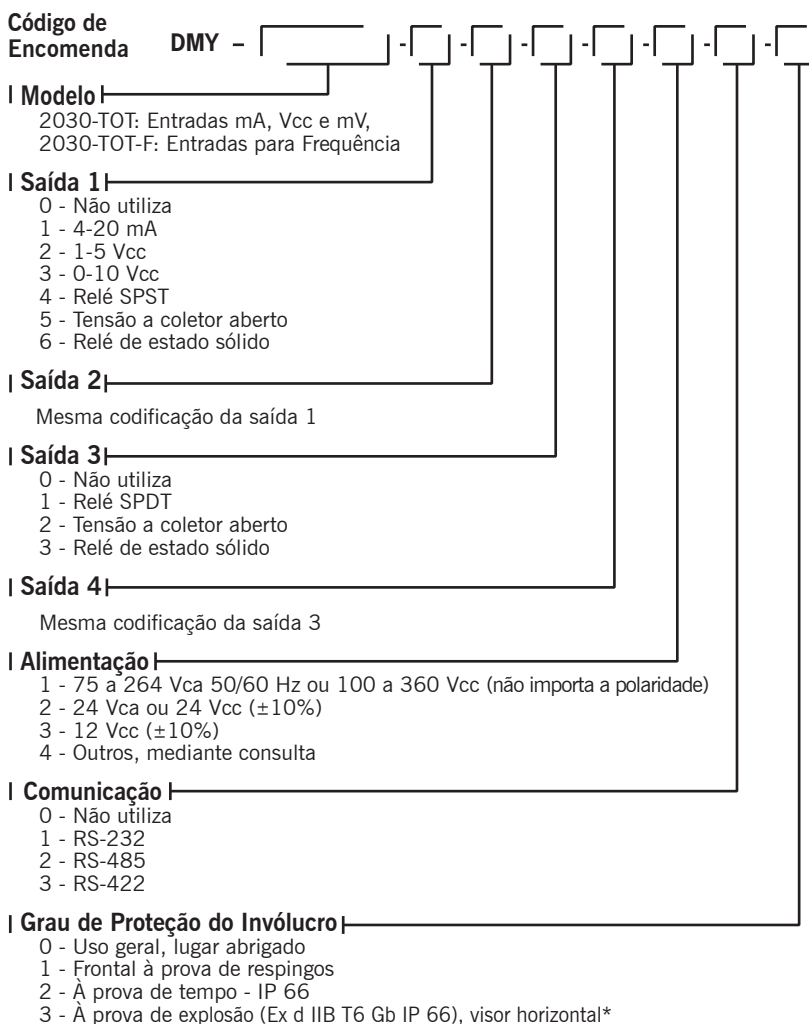 Código de
Encomenda
DMY – - - - - - - -
Modelo
2030-TOT: Entradas mA, Vcc e mV,
2030-TOT-F: Entradas para Frequência
Saída 1
0 - Não utiliza
1 - 4-20 mA
2 - 1-5 Vcc
3 - 0-10 Vcc
4 - Relé SPST
5 - Tensão a coletor aberto
6 - Relé de estado sólido
Saída 2
Mesma codificação da saída 1
Saída 3
0 - Não utiliza
1 - Relé SPDT
2 - Tensão a coletor aberto
3 - Relé de estado sólido
Saída 4
Mesma codificação da saída 3
Alimentação
1 - 75 a 264 Vca 50/60 Hz ou 100 a 360 Vcc (não importa a polaridade)
2 - 24 Vca ou 24 Vcc (±10%)
3 - 12 Vcc (±10%)
4 - Outros, mediante consulta
Comunicação
0 - Não utiliza
1 - RS-232
2 - RS-485
3 - RS-422
Grau de Proteção do Invólucro
0 - Uso geral, lugar abrigado
1 - Frontal à prova de respingos
2 - À prova de tempo - IP 66
3 - À prova de explosão (Ex d IIB T6 Gb IP 66), visor horizontal*